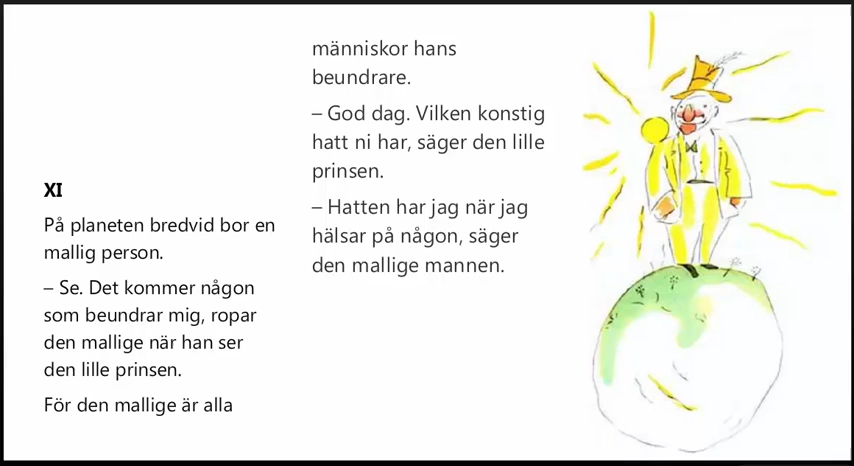 XI
På planeten bredvid bor en
mallig person.
– Se. Det kommer någon
som beundrar mig, ropar
den mallige när han ser
den lille prinsen.
För den mallige är alla
människor hans
beundrare.
– God dag. Vilken konstig
hatt ni har, säger den lille
prinsen.
– Hatten har jag när jag
hälsar på någon, säger
den mallige mannen.